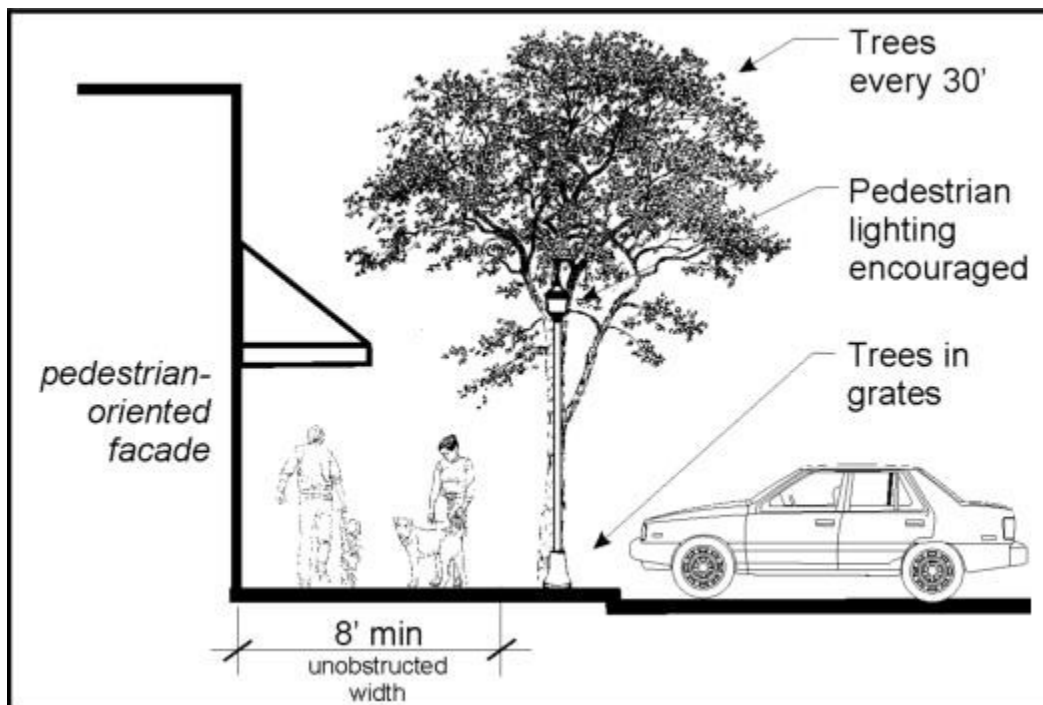 Trees
every 30'
Pedestrian
lighting
encouraged
Trees in
grates
pedestrian-
oriented
facade
8' min
unobstructed
width